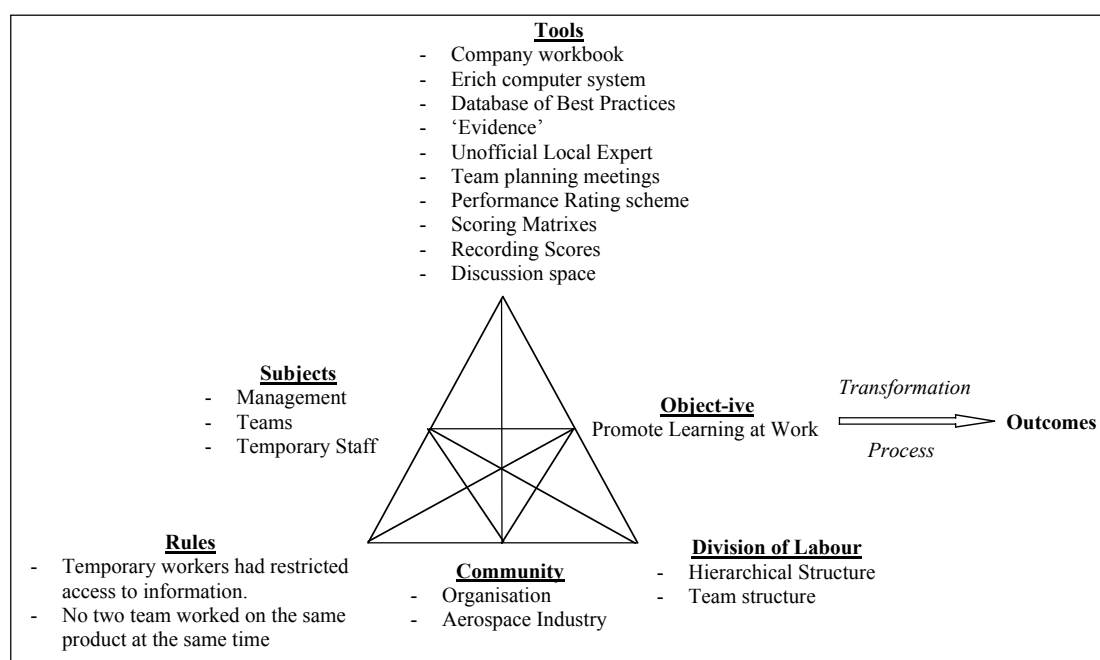 Tools
- Company workbook
- Erich computer system
- Database of Best Practices
- ‘Evidence’
- Unofficial Local Expert
- Team planning meetings
- Performance Rating scheme
- Scoring Matrixes
- Recording Scores
- Discussion space
Subjects
- Management
- Teams
- Temporary Staff
Object-ive
Promote Learning at Work
Transformation
Process
Outcomes
Rules
- Temporary workers had restricted
access to information.
- No two team worked on the same
product at the same time
Community
- Organisation
- Aerospace Industry
Division of Labour
- Hierarchical Structure
- Team structure